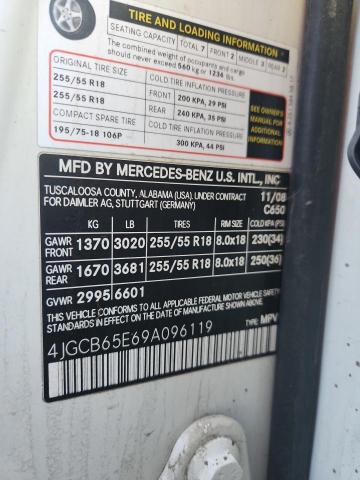 TIRE AND LOADING INFORMATION
SEATING CAPACITY TOTAL 7 FRONT 2 MIDDLE 3 REAR 2
The combined weight of occupants and cargo
should never exceed 560 kg or 1234 lbs.
ORIGINAL TIRE SIZE COLD TIRE INFLATION PRESSURE
255/55 R18 FRONT 200 KPA, 29 PSI
255/55 R18 REAR 240 KPA, 35 PSI
COMPACT SPARE TIRE COLD TIRE INFLATION PRESSURE
195/75-18 106P 300 KPA, 44 PSI
SEE OWNER'S
MANUAL FOR
ADDITIONAL
INFORMATION
MFD BY MERCEDES-BENZ U.S. INTL., INC
TUSCALOOSA COUNTY, ALABAMA (USA). UNDER CONTRACT 11/08
FOR DAIMLER AG, STUTTGART (GERMANY) C650
KG LB TIRES RIM SIZE COLD KPA (PSI)
GAWR FRONT 1370 3020 255/55 R 18 8.0x18 230(34)
GAWR REAR 1670 3681 255/55 R 18 8.0x18 250(36)
GVWR 2995 6601
THIS VEHICLE CONFORMS TO ALL APPLICABLE
FEDERAL MOTOR VEHICLE SAFETY STANDARDS IN
EFFECT ON THE DATE OF MANUFACTURE SHOWN ABOVE.
4JGCB65E69A096119 TYPE: MPV